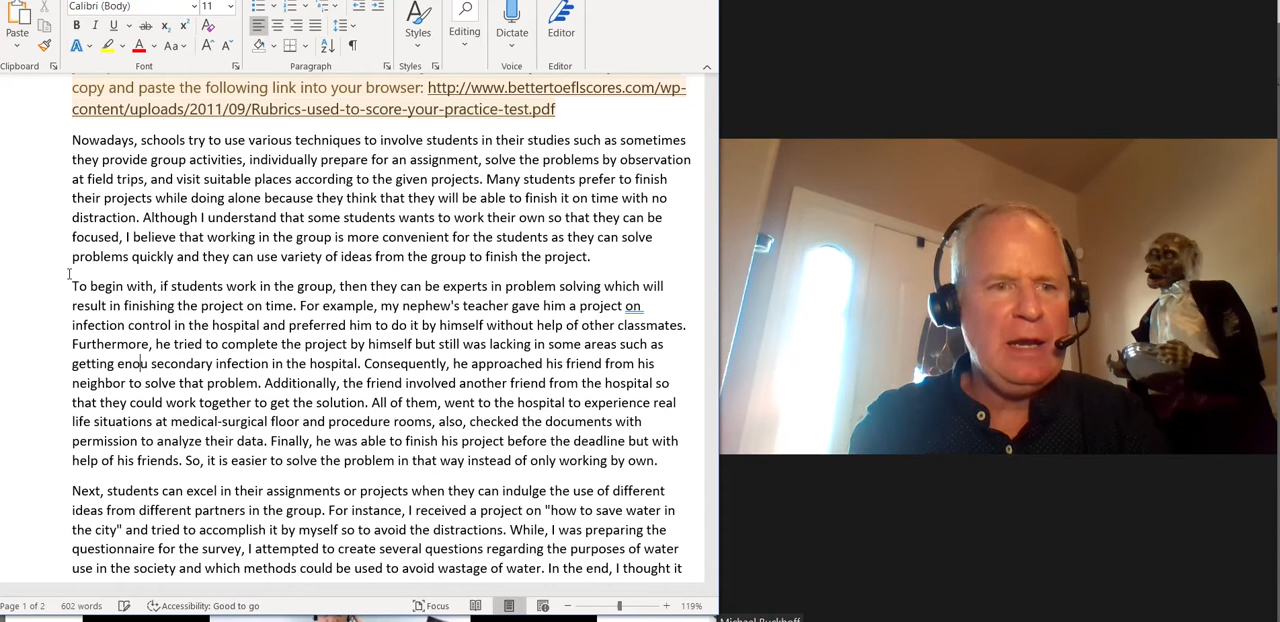 Calibri (Body)
11
Paste
B I U ab x₂ x²
A A Aa A A
Styles
Editing
Dictate
Editor
Clipboard
Font
Paragraph
Styles
Voice
Editor
copy and paste the following link into your browser: http://www.bettertoeflscores.com/wp-
content/uploads/2011/09/Rubrics-used-to-score-your-practice-test.pdf
Nowadays, schools try to use various techniques to involve students in their studies such as sometimes
they provide group activities, individually prepare for an assignment, solve the problems by observation
at field trips, and visit suitable places according to the given projects. Many students prefer to finish
their projects while doing alone because they think that they will be able to finish it on time with no
distraction. Although I understand that some students wants to work their own so that they can be
focused, I believe that working in the group is more convenient for the students as they can solve
problems quickly and they can use variety of ideas from the group to finish the project.
To begin with, if students work in the group, then they can be experts in problem solving which will
result in finishing the project on time. For example, my nephew's teacher gave him a project on
infection control in the hospital and preferred him to do it by himself without help of other classmates.
Furthermore, he tried to complete the project by himself but still was lacking in some areas such as
getting enou secondary infection in the hospital. Consequently, he approached his friend from his
neighbor to solve that problem. Additionally, the friend involved another friend from the hospital so
that they could work together to get the solution. All of them, went to the hospital to experience real
life situations at medical-surgical floor and procedure rooms, also, checked the documents with
permission to analyze their data. Finally, he was able to finish his project before the deadline but with
help of his friends. So, it is easier to solve the problem in that way instead of only working by own.
Next, students can excel in their assignments or projects when they can indulge the use of different
ideas from different partners in the group. For instance, I received a project on "how to save water in
the city" and tried to accomplish it by myself so to avoid the distractions. While, I was preparing the
questionnaire for the survey, I attempted to create several questions regarding the purposes of water
use in the society and which methods could be used to avoid wastage of water. In the end, I thought it
Page 1 of 2
602 words
Accessibility: Good to go
Focus
119%
Michael Buckhoff